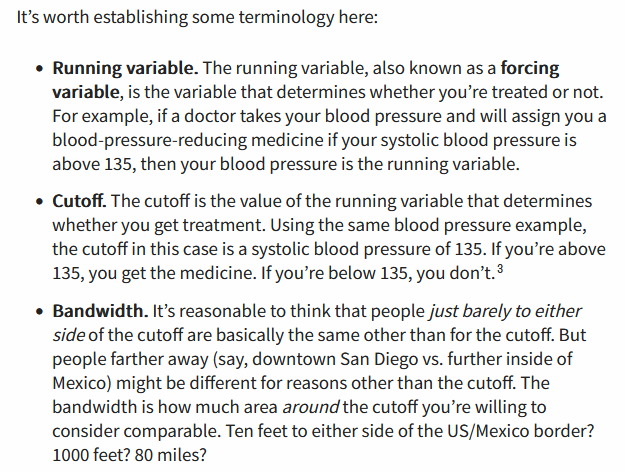 It’s worth establishing some terminology here:
• Running variable. The running variable, also known as a forcing
variable, is the variable that determines whether you’re treated or not.
For example, if a doctor takes your blood pressure and will assign you a
blood-pressure-reducing medicine if your systolic blood pressure is
above 135, then your blood pressure is the running variable.
• Cutoff. The cutoff is the value of the running variable that determines
whether you get treatment. Using the same blood pressure example,
the cutoff in this case is a systolic blood pressure of 135. If you’re above
135, you get the medicine. If you’re below 135, you don’t.³
• Bandwidth. It’s reasonable to think that people just barely to either
side of the cutoff are basically the same other than for the cutoff. But
people farther away (say, downtown San Diego vs. further inside of
Mexico) might be different for reasons other than the cutoff. The
bandwidth is how much area around the cutoff you’re willing to
consider comparable. Ten feet to either side of the US/Mexico border?
1000 feet? 80 miles?